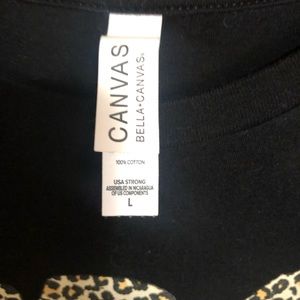 CANVAS
BELLA+CANVAS®
100% COTTON
USA STRONG
ASSEMBLED IN NICARAGUA
OF US COMPONENTS
L